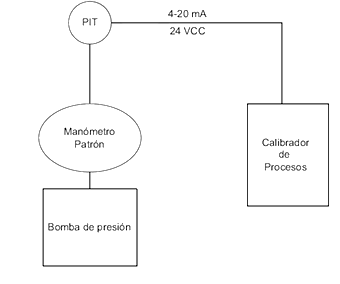 PIT
4-20 mA
24 VCC
Manómetro
Patrón
Calibrador
de
Procesos
Bomba de presión